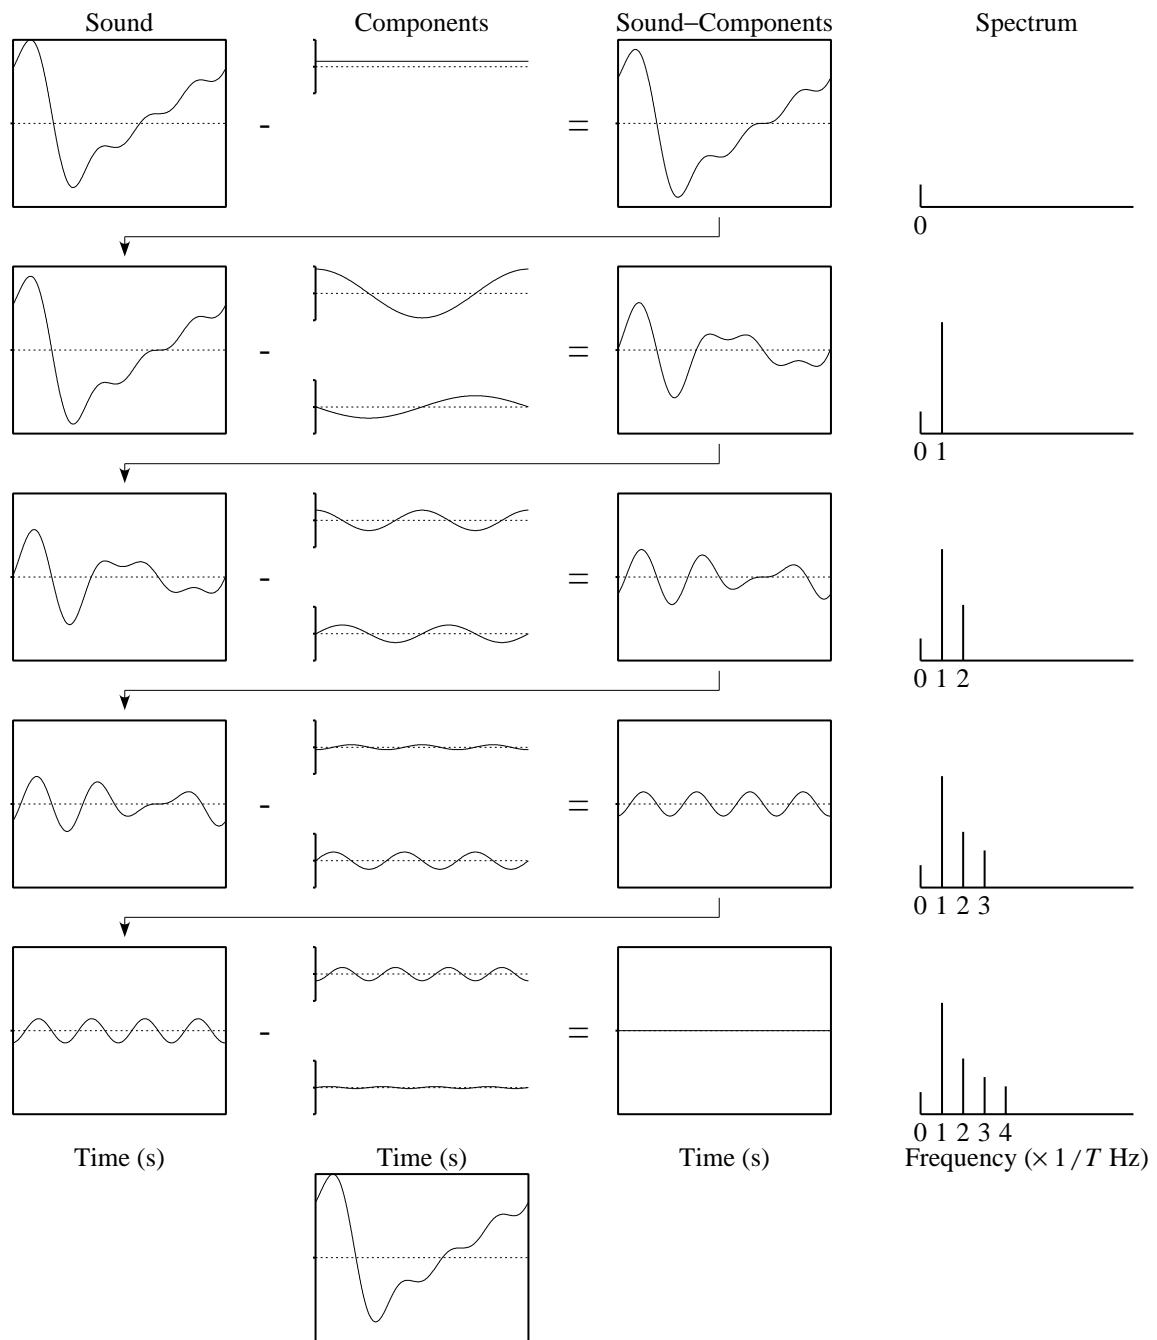 Sound Components Sound–Components Spectrum
- =
0
- =
0 1
- =
0 1 2
- =
0 1 2 3
- =
0 1 2 3 4
Time (s) Time (s) Time (s) Frequency (× 1/T Hz)